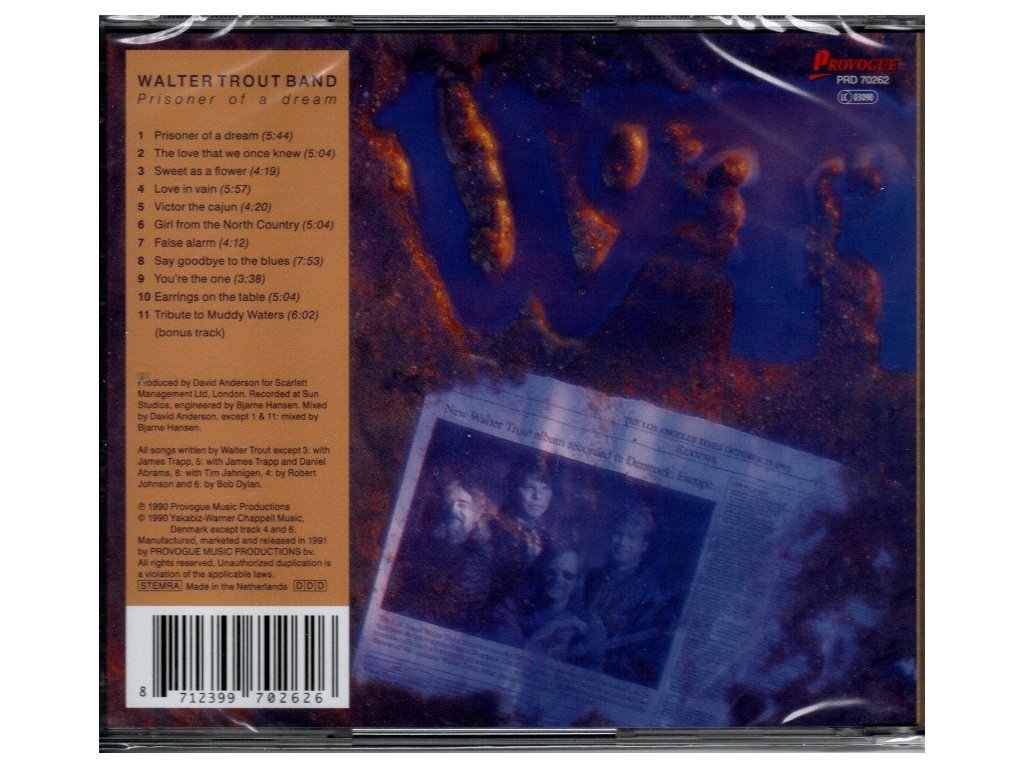 WALTER TROUT BAND
Prisoner of a dream
1 Prisoner of a dream (5:44)
2 The love that we once knew (5:04)
3 Sweet as a flower (4:19)
4 Love in vain (5:57)
5 Victor the cajun (4:20)
6 Girl from the North Country (5:04)
7 False alarm (4:12)
8 Say goodbye to the blues (7:53)
9 You're the one (3:38)
10 Earrings on the table (5:04)
11 Tribute to Muddy Waters (6:02)
(bonus track)
Produced by David Anderson for Scarlett
Management Ltd, London. Recorded at Sun
Studios, engineered by Bjarne Hansen. Mixed
by David Anderson, except 1 & 11: mixed by
Bjarne Hansen.
All songs written by Walter Trout except 3: with
James Trapp, 5: with James Trapp and Daniel
Abrams, 8: with Tim Jahnigen, 4: by Robert
Johnson and 6: by Bob Dylan.
℗ 1990 Provogue Music Productions
© 1990 Yakabiz-Warner Chappell Music,
Denmark except track 4 and 6.
Manufactured, marketed and released in 1991
by PROVOGUE MUSIC PRODUCTIONS bv.
All rights reserved. Unauthorized duplication is
a violation of the applicable laws.
STEMRA Made in the Netherlands DDD
8 712399 702626
PROVOGUE
PRD 70262
LC 03090
THE LOS ANGELES TIMES OCTOBER
REVIEWS
New Walter Trout album recorded in Denmark, Europe